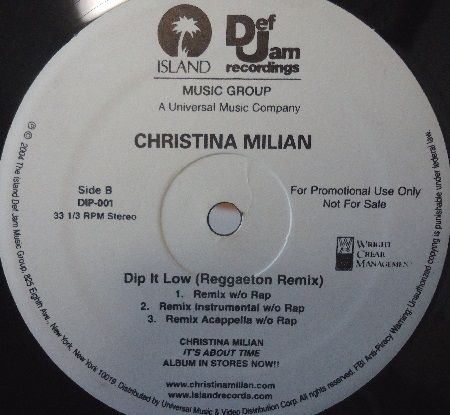 ISLAND
Def
Jam
recordings
MUSIC GROUP
A Universal Music Company
CHRISTINA MILIAN
Side B
DIP-001
33 1/3 RPM Stereo
For Promotional Use Only
Not For Sale
WRIGHT
CREAR
MANAGEMENT
Dip It Low (Reggaeton Remix)
1. Remix w/o Rap
2. Remix Instrumental w/o Rap
3. Remix Acappella w/o Rap
CHRISTINA MILIAN
IT'S ABOUT TIME
ALBUM IN STORES NOW!!
www.christinamilian.com
www.islandrecords.com
℗ © 2004 The Island Def Jam Music Group, 825 Eighth Ave., New York, New York 10019. Distributed by Universal Music & Video Distribution Corp. All rights reserved. FBI Anti-Piracy Warning: Unauthorized copying is punishable under federal law.